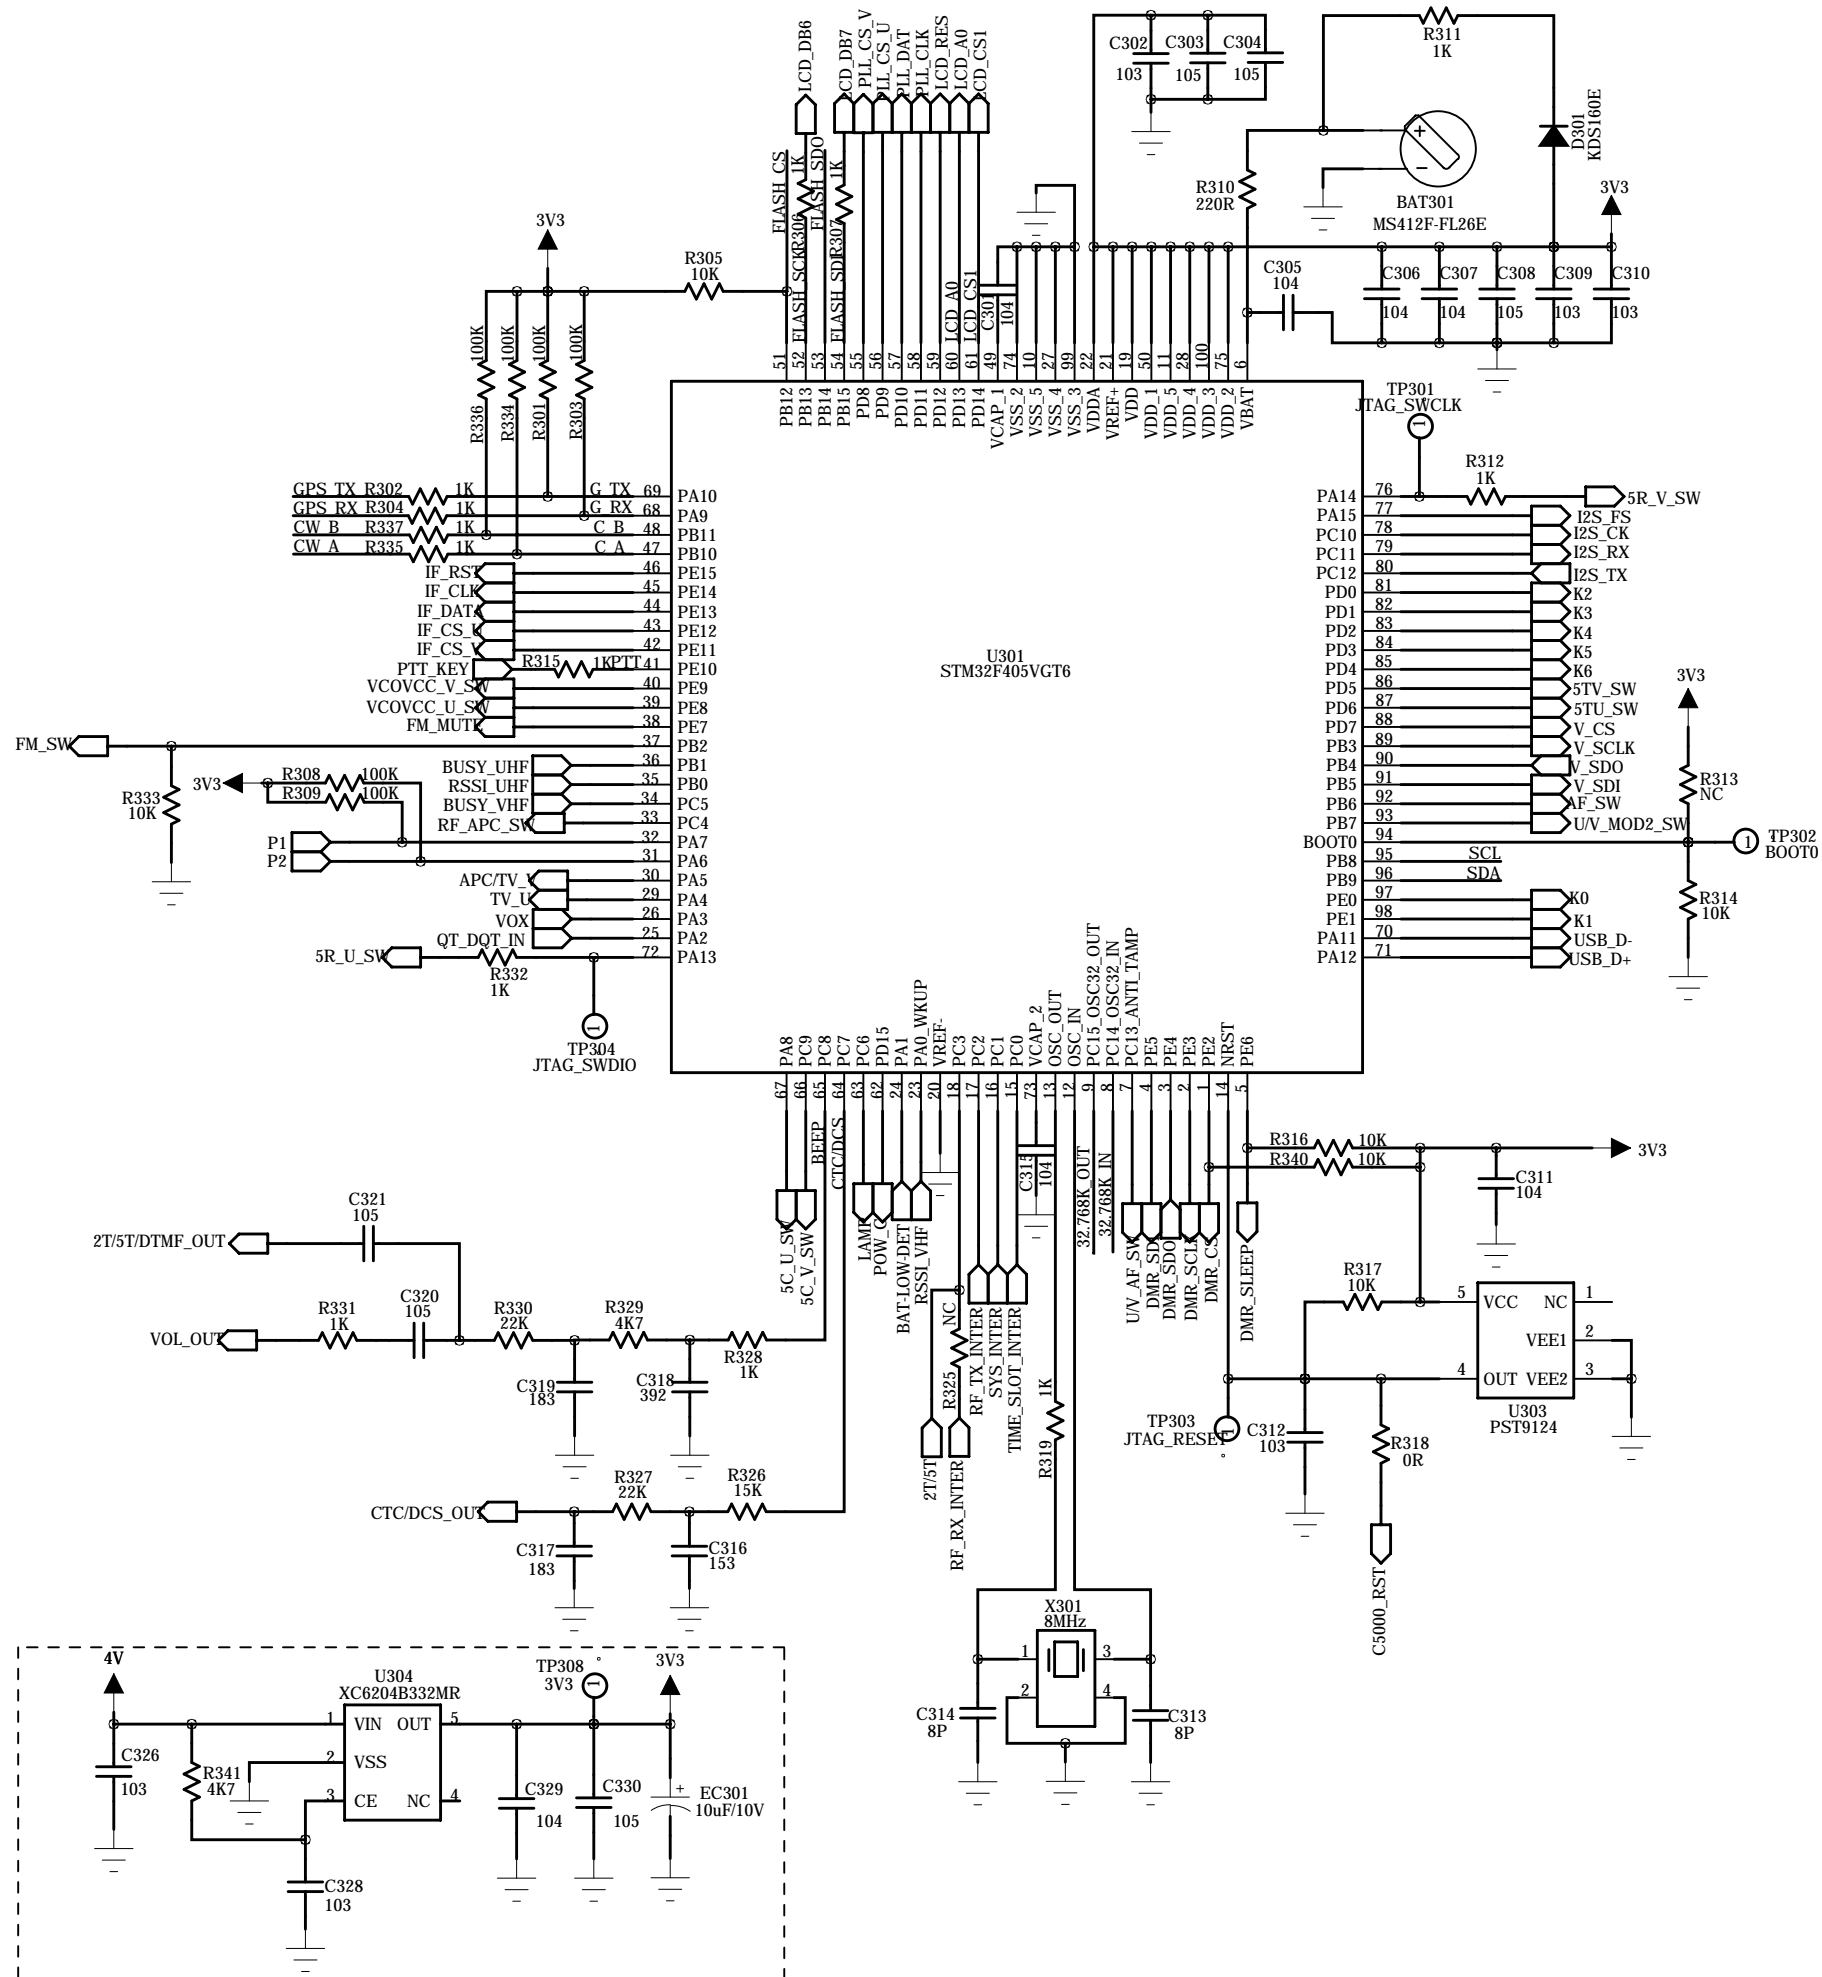 LCD_DB6
LCD_DB7
PLL_CS_V
PLL_CS_U
PLL_DAT
PLL_CLK
LCD_RES
LCD_A0
LCD_CS1
C302
103
C303
105
C304
105
R311
1K
D301
KDS160E
BAT301
MS412F-FL26E
R310
220R
3V3
C305
104
C306
104
C307
104
C308
105
C309
103
C310
103
3V3
R305
10K
FLASH_CS
FLASH_SCK
R306
1K
FLASH_SDO
FLASH_SDI
R307
1K
LCD_A0
LCD_CS1
C301
104
100K
100K
100K
100K
R336
R334
R301
R303
51 52 53 54 55 56 57 58 59 60 61 49 74 10 27 99 22 21 19 50 11 28 100 75 6
PB12 PB13 PB14 PB15 PD8 PD9 PD10 PD11 PD12 PD13 PD14 VCAP_1 VSS_2 VSS_5 VSS_4 VSS_3 VDDA VREF+ VDD VDD_1 VDD_5 VDD_4 VDD_3 VDD_2 VBAT
TP301
JTAG_SWCLK
1
R312
1K
5R_V_SW
U301
STM32F405VGT6
GPS_TX R302 1K G_TX 69 PA10
GPS_RX R304 1K G_RX 68 PA9
CW_B R337 1K C_B 48 PB11
CW_A R335 1K C_A 47 PB10
IF_RST 46 PE15
IF_CLK 45 PE14
IF_DATA 44 PE13
IF_CS_U 43 PE12
IF_CS_V 42 PE11
PTT_KEY R315 1K PTT 41 PE10
VCOVCC_V_SW 40 PE9
VCOVCC_U_SW 39 PE8
FM_MUTE 38 PE7
FM_SW 37 PB2
BUSY_UHF 36 PB1
RSSI_UHF 35 PB0
BUSY_VHF 34 PC5
RF_APC_SW 33 PC4
P1 32 PA7
P2 31 PA6
APC/TV_V 30 PA5
TV_U 29 PA4
VOX 26 PA3
QT_DQT_IN 25 PA2
5R_U_SW 72 PA13
R333
10K
3V3
R308 100K
R309 100K
R332
1K
1
TP304
JTAG_SWDIO
PA14 76
PA15 77 I2S_FS
PC10 78 I2S_CK
PC11 79 I2S_RX
PC12 80 I2S_TX
PD0 81 K2
PD1 82 K3
PD2 83 K4
PD3 84 K5
PD4 85 K6
PD5 86 5TV_SW
PD6 87 5TU_SW
PD7 88 V_CS
PB3 89 V_SCLK
PB4 90 V_SDO
PB5 91 V_SDI
PB6 92 AF_SW
PB7 93 U/V_MOD2_SW
BOOT0 94
PB8 95 SCL
PB9 96 SDA
PE0 97 K0
PE1 98 K1
PA11 70 USB_D-
PA12 71 USB_D+
3V3
R313
NC
1
TP302
BOOT0
R314
10K
PA8 PC9 PC8 PC7 PC6 PD15 PA1 PA0_WKUP VREF- PC3 PC2 PC1 PC0 VCAP_2 OSC_OUT OSC_IN PC15_OSC32_OUT PC14_OSC32_IN PC13_ANTI_TAMP PE5 PE4 PE3 PE2 NRST PE6
67 66 65 64 63 62 24 23 20 18 17 16 15 73 13 12 9 8 7 4 3 2 1 14 5
5C_U_SW
5C_V_SW
BEEP
CTC/DCS
LAMP
POW_C
BAT-LOW-DET
RSSI_VHF
R325
NC
2T/5T
RF_RX_INTER
RF_TX_INTER
SYS_INTER
TIME_SLOT_INTER
C315
104
R319
1K
32.768K_OUT
32.768K_IN
U/V_AF_SW
DMR_SDI
DMR_SDO
DMR_SCLK
DMR_CS
DMR_SLEEP
R316 10K
R340 10K
3V3
C311
104
R317
10K
5 VCC NC 1
VEE1 2
4 OUT VEE2 3
U303
PST9124
TP303
JTAG_RESET
1
C312
103
R318
0R
C5000_RST
C321
105
2T/5T/DTMF_OUT
C320
105
R331
1K
VOL_OUT
R330
22K
R329
4K7
R328
1K
C319
183
C318
392
R327
22K
R326
15K
CTC/DCS_OUT
C317
183
C316
153
X301
8MHz
1 3
2 4
C314
8P
C313
8P
4V
U304
XC6204B332MR
TP308
3V3
1
3V3
1 VIN OUT 5
2 VSS
3 CE NC 4
C326
103
R341
4K7
C328
103
C329
104
C330
105
+
EC301
10uF/10V